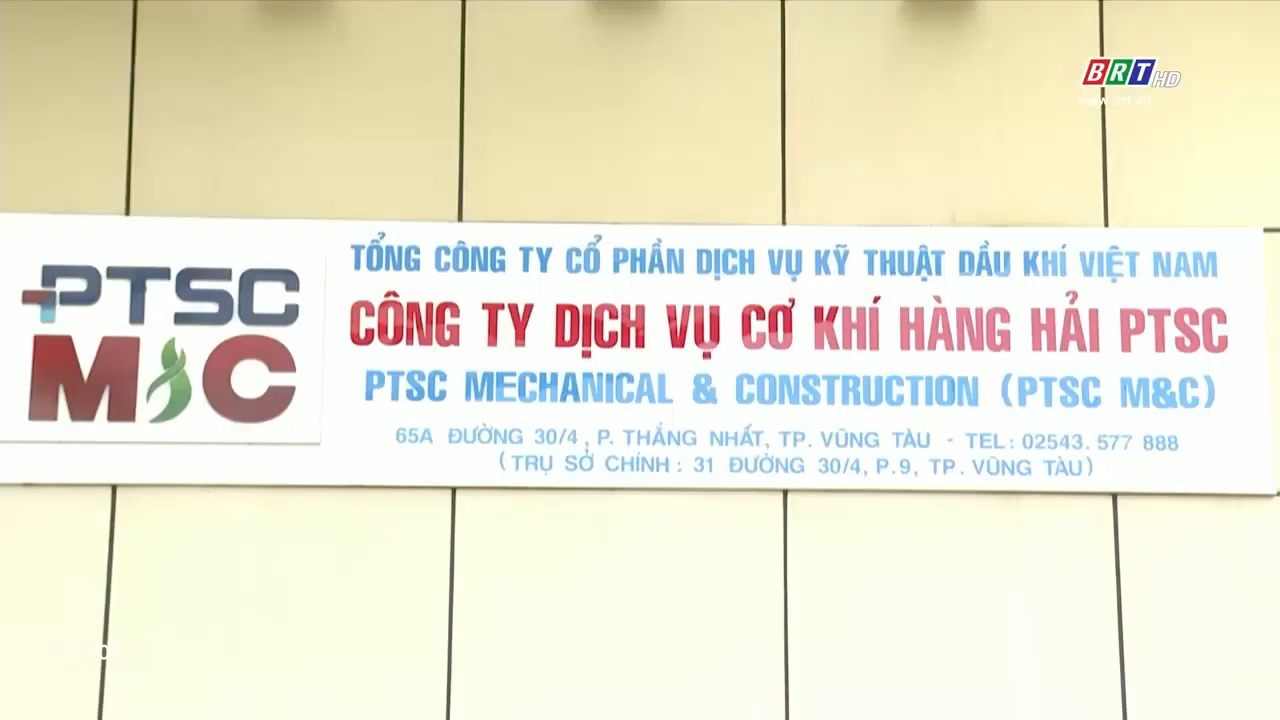 BRT HD
PTSC
M&C
TỔNG CÔNG TY CỔ PHẦN DỊCH VỤ KỸ THUẬT DẦU KHÍ VIỆT NAM
CÔNG TY DỊCH VỤ CƠ KHÍ HÀNG HẢI PTSC
PTSC MECHANICAL & CONSTRUCTION (PTSC M&C)
65A ĐƯỜNG 30/4, P. THẮNG NHẤT, TP. VŨNG TÀU - TEL: 02543. 577 888
(TRỤ SỞ CHÍNH: 31 ĐƯỜNG 30/4, P.9, TP. VŨNG TÀU)